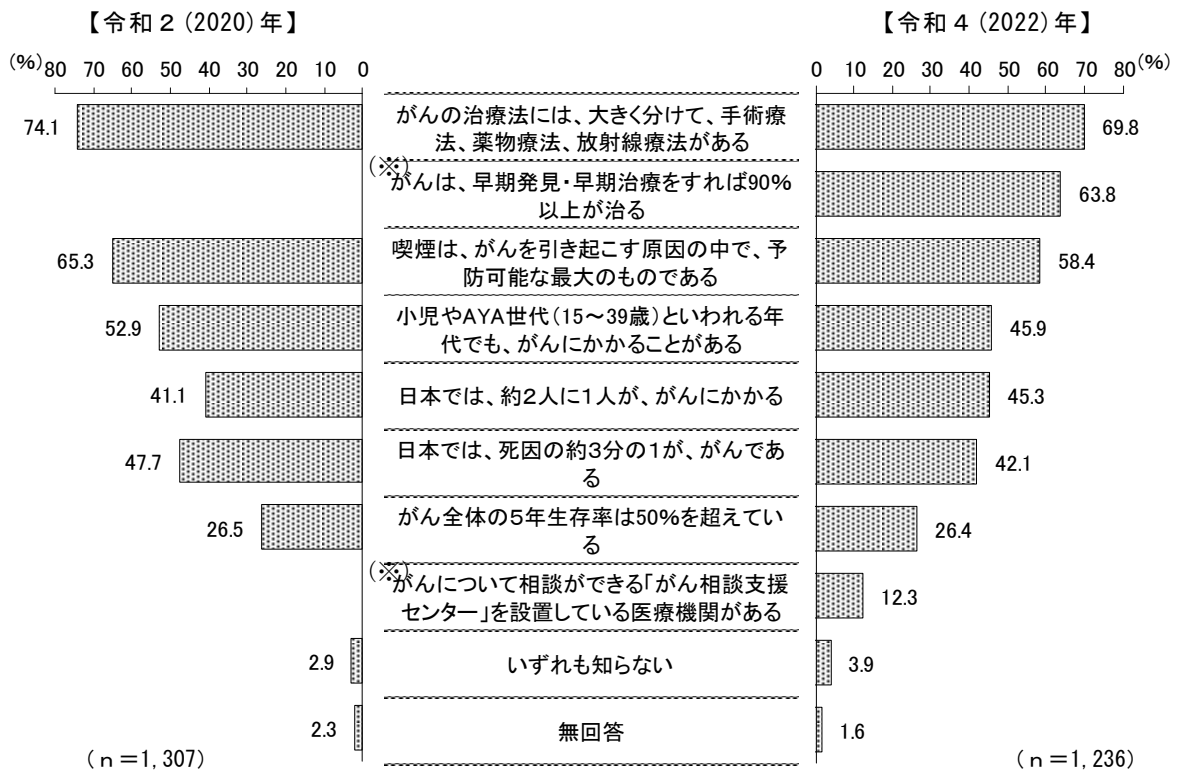 【令和２(2020)年】
【令和４(2022)年】
(%) 80 70 60 50 40 30 20 10 0
0 10 20 30 40 50 60 70 80 (%)
74.1
がんの治療法には、大きく分けて、手術療
法、薬物療法、放射線療法がある
69.8
(※)
がんは、早期発見・早期治療をすれば90%
以上が治る
63.8
65.3
喫煙は、がんを引き起こす原因の中で、予
防可能な最大のものである
58.4
52.9
小児やAYA世代(15～39歳)といわれる年
代でも、がんにかかることがある
45.9
41.1
日本では、約２人に１人が、がんにかかる
45.3
47.7
日本では、死因の約３分の１が、がんであ
る
42.1
26.5
がん全体の５年生存率は50%を超えてい
る
26.4
(※)
がんについて相談ができる「がん相談支援
センター」を設置している医療機関がある
12.3
2.9
いずれも知らない
3.9
2.3
無回答
1.6
(ｎ＝1,307)
(ｎ＝1,236)